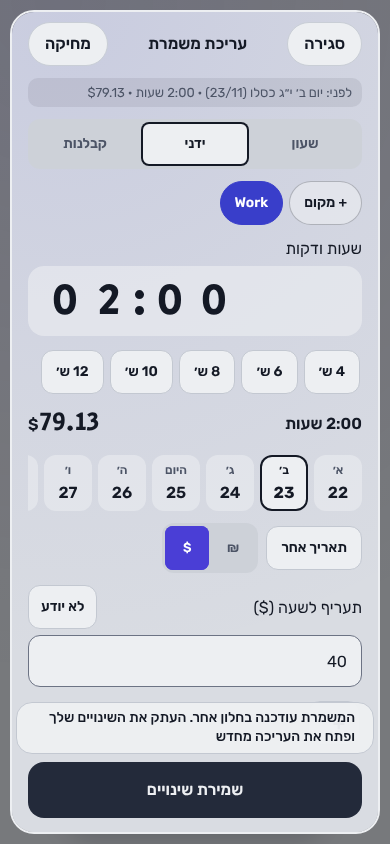 סגירה
עריכת משמרת
מחיקה
לפני: יום ב׳ י״ג כסלו (23/11) • 2:00 שעות • $79.13
שעון
ידני
קבלנות
+ מקום
Work
שעות ודקות
02:00
4 ש׳
6 ש׳
8 ש׳
10 ש׳
12 ש׳
2:00 שעות
$79.13
א׳
22
ב׳
23
ג׳
24
היום
25
ה׳
26
ו׳
27
תאריך אחר
₪
$
תעריף לשעה ($)
לא יודע
40
המשמרת עודכנה בחלון אחר. העתק את השינויים שלך
ופתח את העריכה מחדש
שמירת שינויים